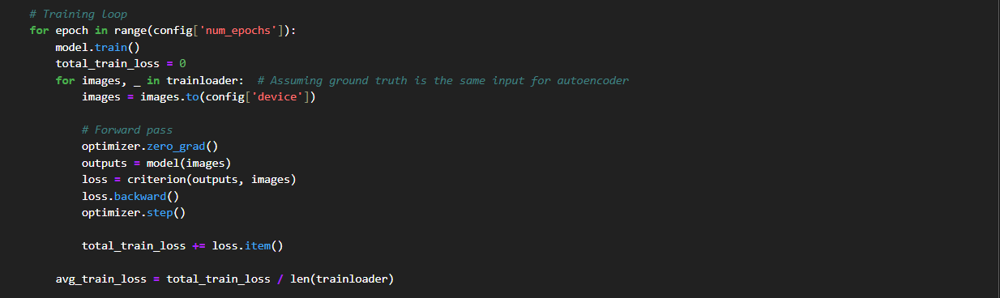 # Training loop
for epoch in range(config['num_epochs']):
    model.train()
    total_train_loss = 0
    for images, _ in trainloader:  # Assuming ground truth is the same input for autoencoder
        images = images.to(config['device'])

        # Forward pass
        optimizer.zero_grad()
        outputs = model(images)
        loss = criterion(outputs, images)
        loss.backward()
        optimizer.step()

        total_train_loss += loss.item()

    avg_train_loss = total_train_loss / len(trainloader)